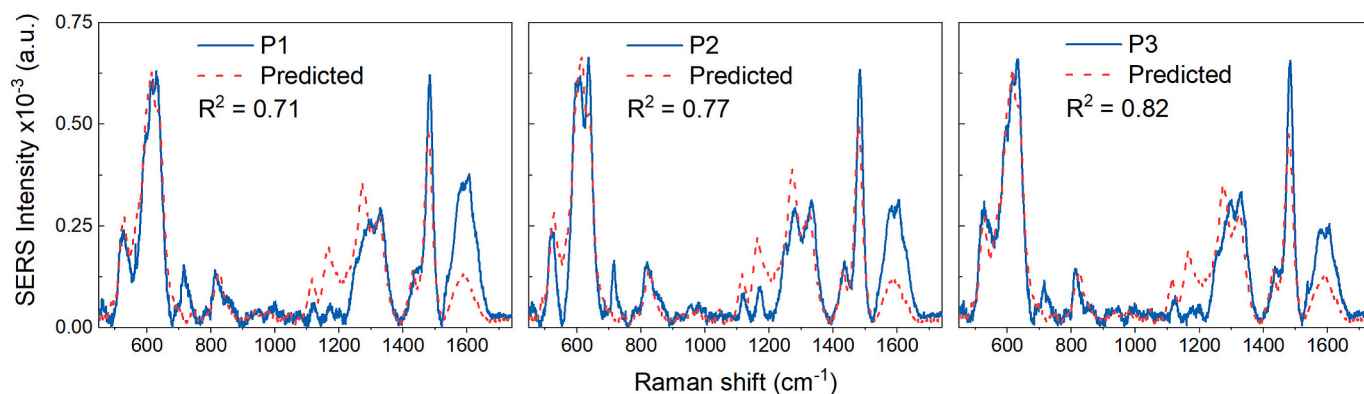 SERS Intensity x10⁻³ (a.u.)
0.75
0.50
0.25
0.00
P1
Predicted
R² = 0.71
600 800 1000 1200 1400 1600
P2
Predicted
R² = 0.77
600 800 1000 1200 1400 1600
P3
Predicted
R² = 0.82
600 800 1000 1200 1400 1600
Raman shift (cm⁻¹)